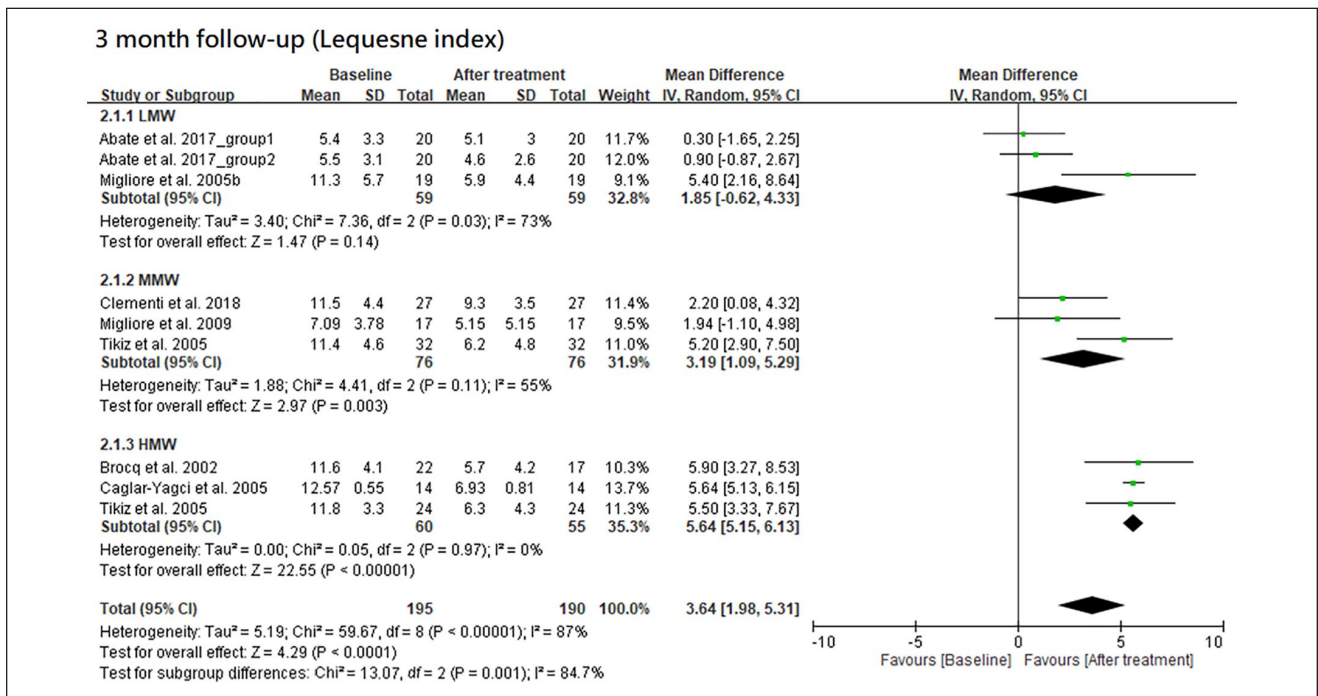 3 month follow-up (Lequesne index)
Baseline After treatment Mean Difference Mean Difference
Study or Subgroup Mean SD Total Mean SD Total Weight IV, Random, 95% CI IV, Random, 95% CI
2.1.1 LMW
Abate et al. 2017_group1 5.4 3.3 20 5.1 3 20 11.7% 0.30 [-1.65, 2.25]
Abate et al. 2017_group2 5.5 3.1 20 4.6 2.6 20 12.0% 0.90 [-0.87, 2.67]
Migliore et al. 2005b 11.3 5.7 19 5.9 4.4 19 9.1% 5.40 [2.16, 8.64]
Subtotal (95% CI) 59 59 32.8% 1.85 [-0.62, 4.33]
Heterogeneity: Tau² = 3.40; Chi² = 7.36, df = 2 (P = 0.03); I² = 73%
Test for overall effect: Z = 1.47 (P = 0.14)
2.1.2 MMW
Clementi et al. 2018 11.5 4.4 27 9.3 3.5 27 11.4% 2.20 [0.08, 4.32]
Migliore et al. 2009 7.09 3.78 17 5.15 5.15 17 9.5% 1.94 [-1.10, 4.98]
Tikiz et al. 2005 11.4 4.6 32 6.2 4.8 32 11.0% 5.20 [2.90, 7.50]
Subtotal (95% CI) 76 76 31.9% 3.19 [1.09, 5.29]
Heterogeneity: Tau² = 1.88; Chi² = 4.41, df = 2 (P = 0.11); I² = 55%
Test for overall effect: Z = 2.97 (P = 0.003)
2.1.3 HMW
Brocq et al. 2002 11.6 4.1 22 5.7 4.2 17 10.3% 5.90 [3.27, 8.53]
Caglar-Yagci et al. 2005 12.57 0.55 14 6.93 0.81 14 13.7% 5.64 [5.13, 6.15]
Tikiz et al. 2005 11.8 3.3 24 6.3 4.3 24 11.3% 5.50 [3.33, 7.67]
Subtotal (95% CI) 60 55 35.3% 5.64 [5.15, 6.13]
Heterogeneity: Tau² = 0.00; Chi² = 0.05, df = 2 (P = 0.97); I² = 0%
Test for overall effect: Z = 22.55 (P < 0.00001)
Total (95% CI) 195 190 100.0% 3.64 [1.98, 5.31]
Heterogeneity: Tau² = 5.19; Chi² = 59.67, df = 8 (P < 0.00001); I² = 87%
Test for overall effect: Z = 4.29 (P < 0.0001)
Test for subgroup differences: Chi² = 13.07, df = 2 (P = 0.001); I² = 84.7%
-10 -5 0 5 10
Favours [Baseline] Favours [After treatment]